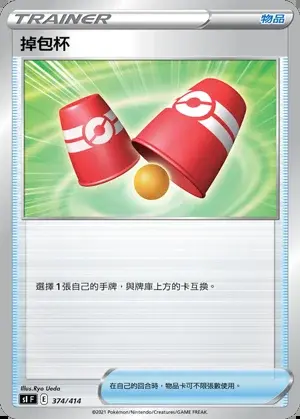 TRAINER
物品
掉包杯
選擇1張自己的手牌，與牌庫上方的卡互換。
Illus.Ryo Ueda
在自己的回合時，物品卡可不限張數使用。
sI F E 374/414
©2021 Pokémon/Nintendo/Creatures/GAME FREAK.